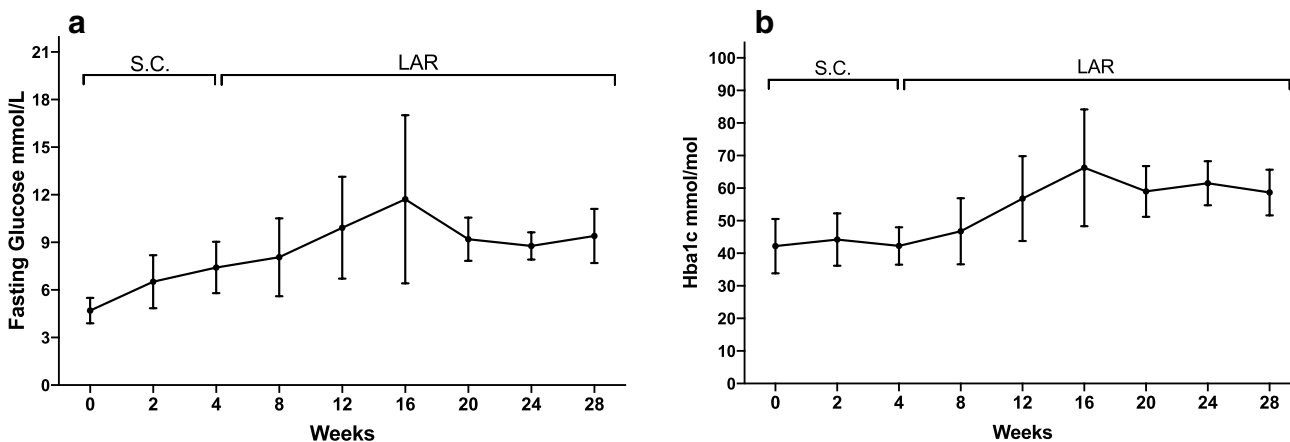 a
S.C.
LAR
Fasting Glucose mmol/L
21
18
15
12
9
6
3
0
0 2 4 8 12 16 20 24 28
Weeks
b
S.C.
LAR
Hba1c mmol/mol
100
90
80
70
60
50
40
30
20
10
0
0 2 4 8 12 16 20 24 28
Weeks